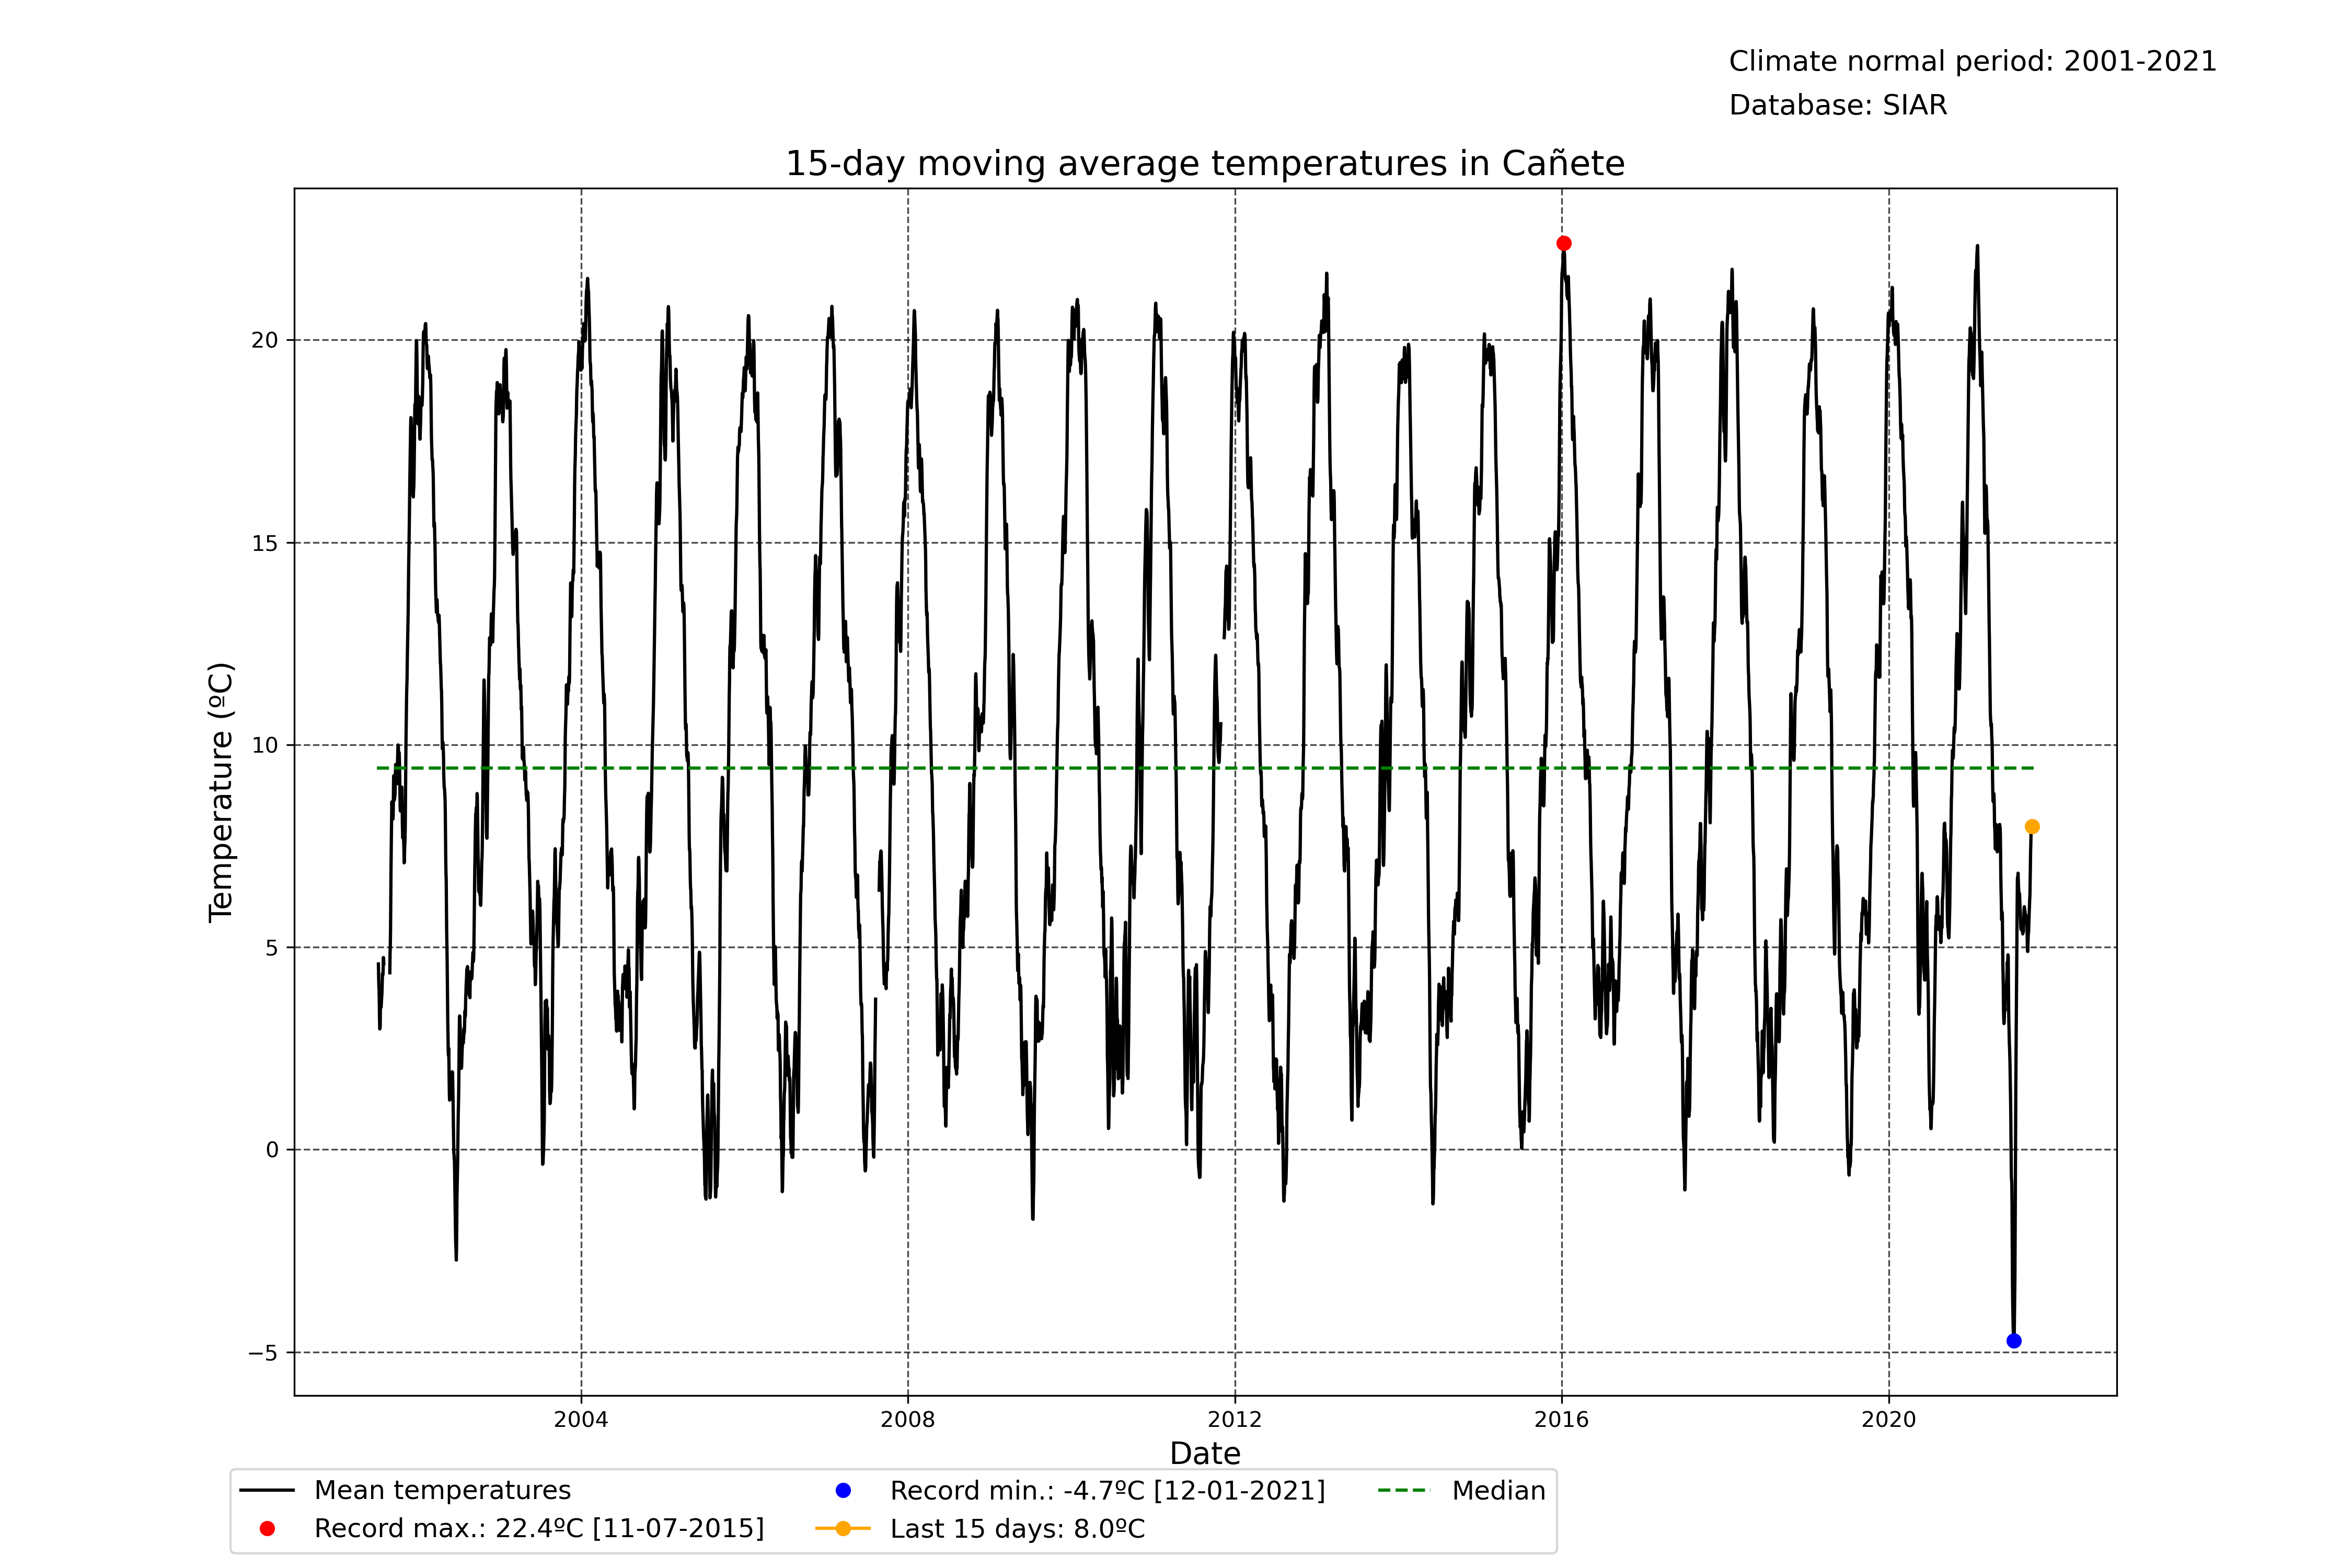 Climate normal period: 2001-2021
Database: SIAR
15-day moving average temperatures in Cañete
Temperature (ºC)
20
15
10
5
0
−5
2004
2008
2012
2016
2020
Date
Mean temperatures
Record max.: 22.4ºC [11-07-2015]
Record min.: -4.7ºC [12-01-2021]
Last 15 days: 8.0ºC
Median